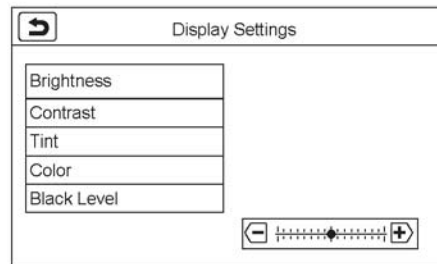 Display Settings
Brightness
Contrast
Tint
Color
Black Level